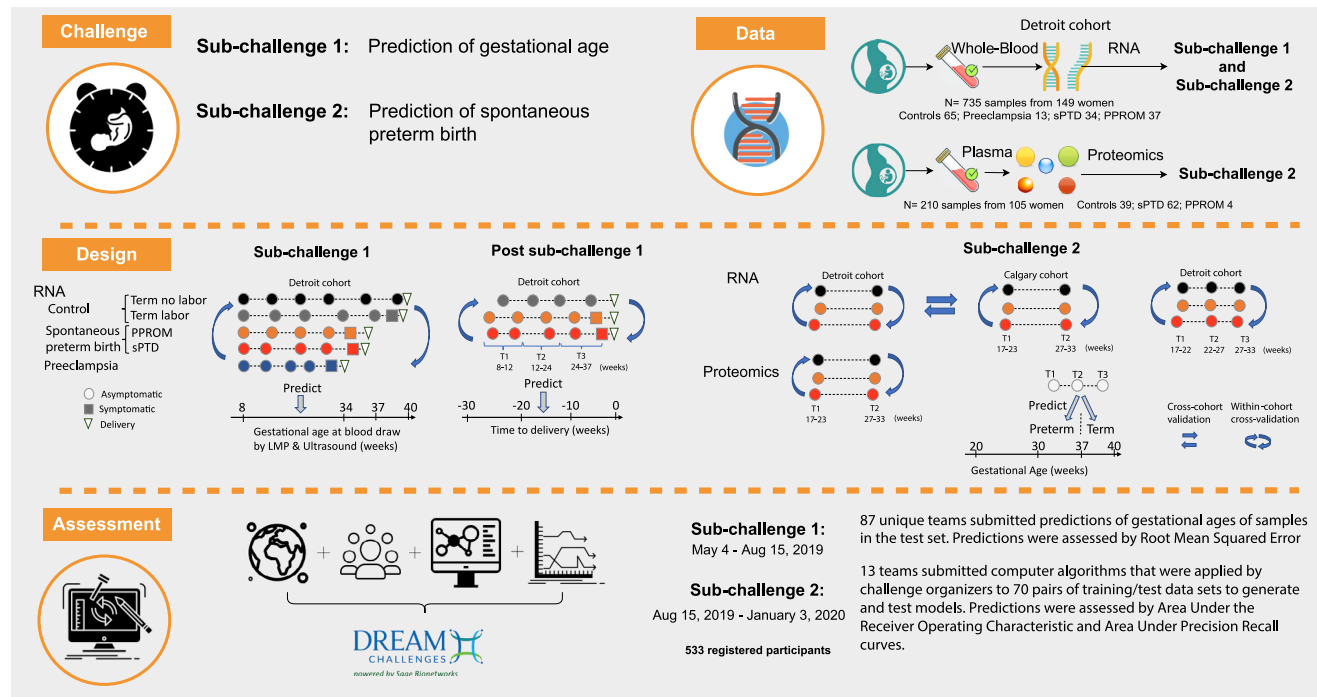 Challenge
Sub-challenge 1: Prediction of gestational age
Sub-challenge 2: Prediction of spontaneous
preterm birth
Data
Detroit cohort
Whole-Blood RNA
Sub-challenge 1
and
Sub-challenge 2
N= 735 samples from 149 women
Controls 65; Preeclampsia 13; sPTD 34; PPROM 37
Plasma Proteomics
Sub-challenge 2
N= 210 samples from 105 women Controls 39; sPTD 62; PPROM 4
Design
Sub-challenge 1
Detroit cohort
RNA
Control
Term no labor
Term labor
Spontaneous
preterm birth
PPROM
sPTD
Preeclampsia
Asymptomatic
Symptomatic
Delivery
Predict
8 34 37 40
Gestational age at blood draw
by LMP & Ultrasound (weeks)
Post sub-challenge 1
Detroit cohort
T1 T2 T3
8-12 12-24 24-37 (weeks)
Predict
-30 -20 -10 0
Time to delivery (weeks)
Sub-challenge 2
RNA
Detroit cohort
Calgary cohort
T1 T2
17-23 27-33 (weeks)
Detroit cohort
T1 T2 T3
17-22 22-27 27-33 (weeks)
Proteomics
T1 T2
17-23 27-33 (weeks)
T1 T2 T3
Predict
Preterm Term
20 30 37 40
Gestational Age (weeks)
Cross-cohort
validation
Within-cohort
cross-validation
Assessment
+ + +
DREAM
CHALLENGES
powered by Sage Bionetworks
Sub-challenge 1:
May 4 - Aug 15, 2019
Sub-challenge 2:
Aug 15, 2019 - January 3, 2020
533 registered participants
87 unique teams submitted predictions of gestational ages of samples
in the test set. Predictions were assessed by Root Mean Squared Error
13 teams submitted computer algorithms that were applied by
challenge organizers to 70 pairs of training/test data sets to generate
and test models. Predictions were assessed by Area Under the
Receiver Operating Characteristic and Area Under Precision Recall
curves.